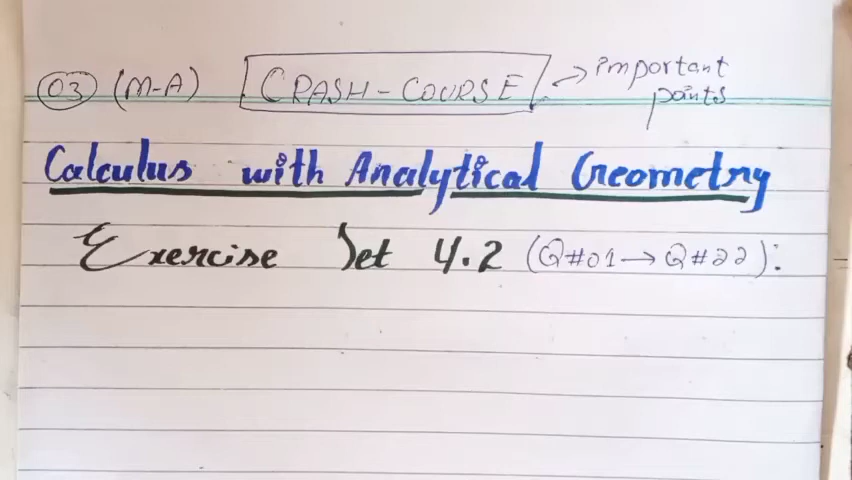 03 (M-A) CRASH-COURSE → important points
Calculus with Analytical Geometry
Exercise Set 4.2 (Q#01→Q#22):